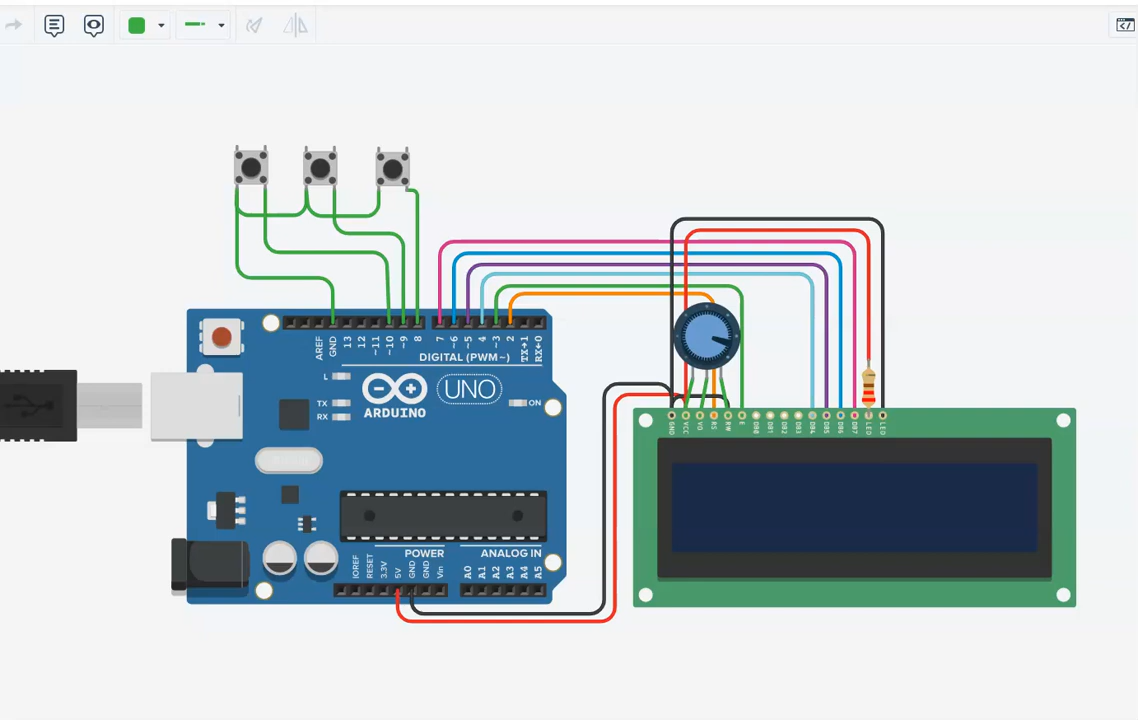 AREF
GND
13
12
~11
~10
~9
8
7
~6
~5
4
~3
2
TX→1
RX←0
DIGITAL (PWM~)
L
TX
RX
ARDUINO
UNO
ON
POWER
ANALOG IN
IOREF
RESET
3.3V
5V
GND
GND
Vin
A0
A1
A2
A3
A4
A5
GND
VCC
V0
RS
RW
E
DB0
DB1
DB2
DB3
DB4
DB5
DB6
DB7
LED
LED